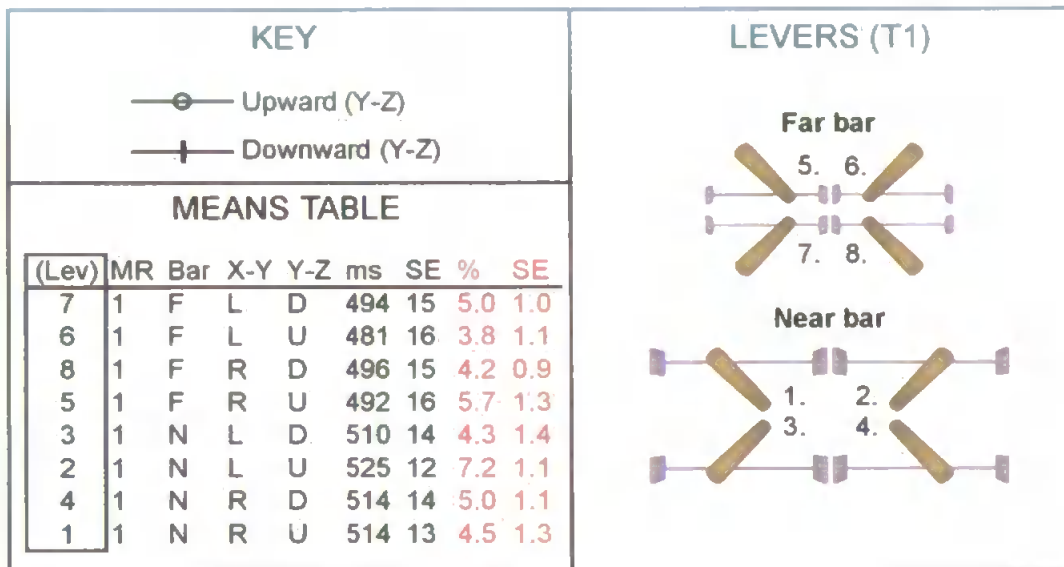 KEY
Upward (Y-Z)
Downward (Y-Z)
MEANS TABLE
(Lev) MR Bar X-Y Y-Z ms SE % SE
7 1 F L D 494 15 5.0 1.0
6 1 F L U 481 16 3.8 1.1
8 1 F R D 496 15 4.2 0.9
5 1 F R U 492 16 5.7 1.3
3 1 N L D 510 14 4.3 1.4
2 1 N L U 525 12 7.2 1.1
4 1 N R D 514 14 5.0 1.1
1 1 N R U 514 13 4.5 1.3
LEVERS (T1)
Far bar
5. 6.
7. 8.
Near bar
1. 2.
3. 4.